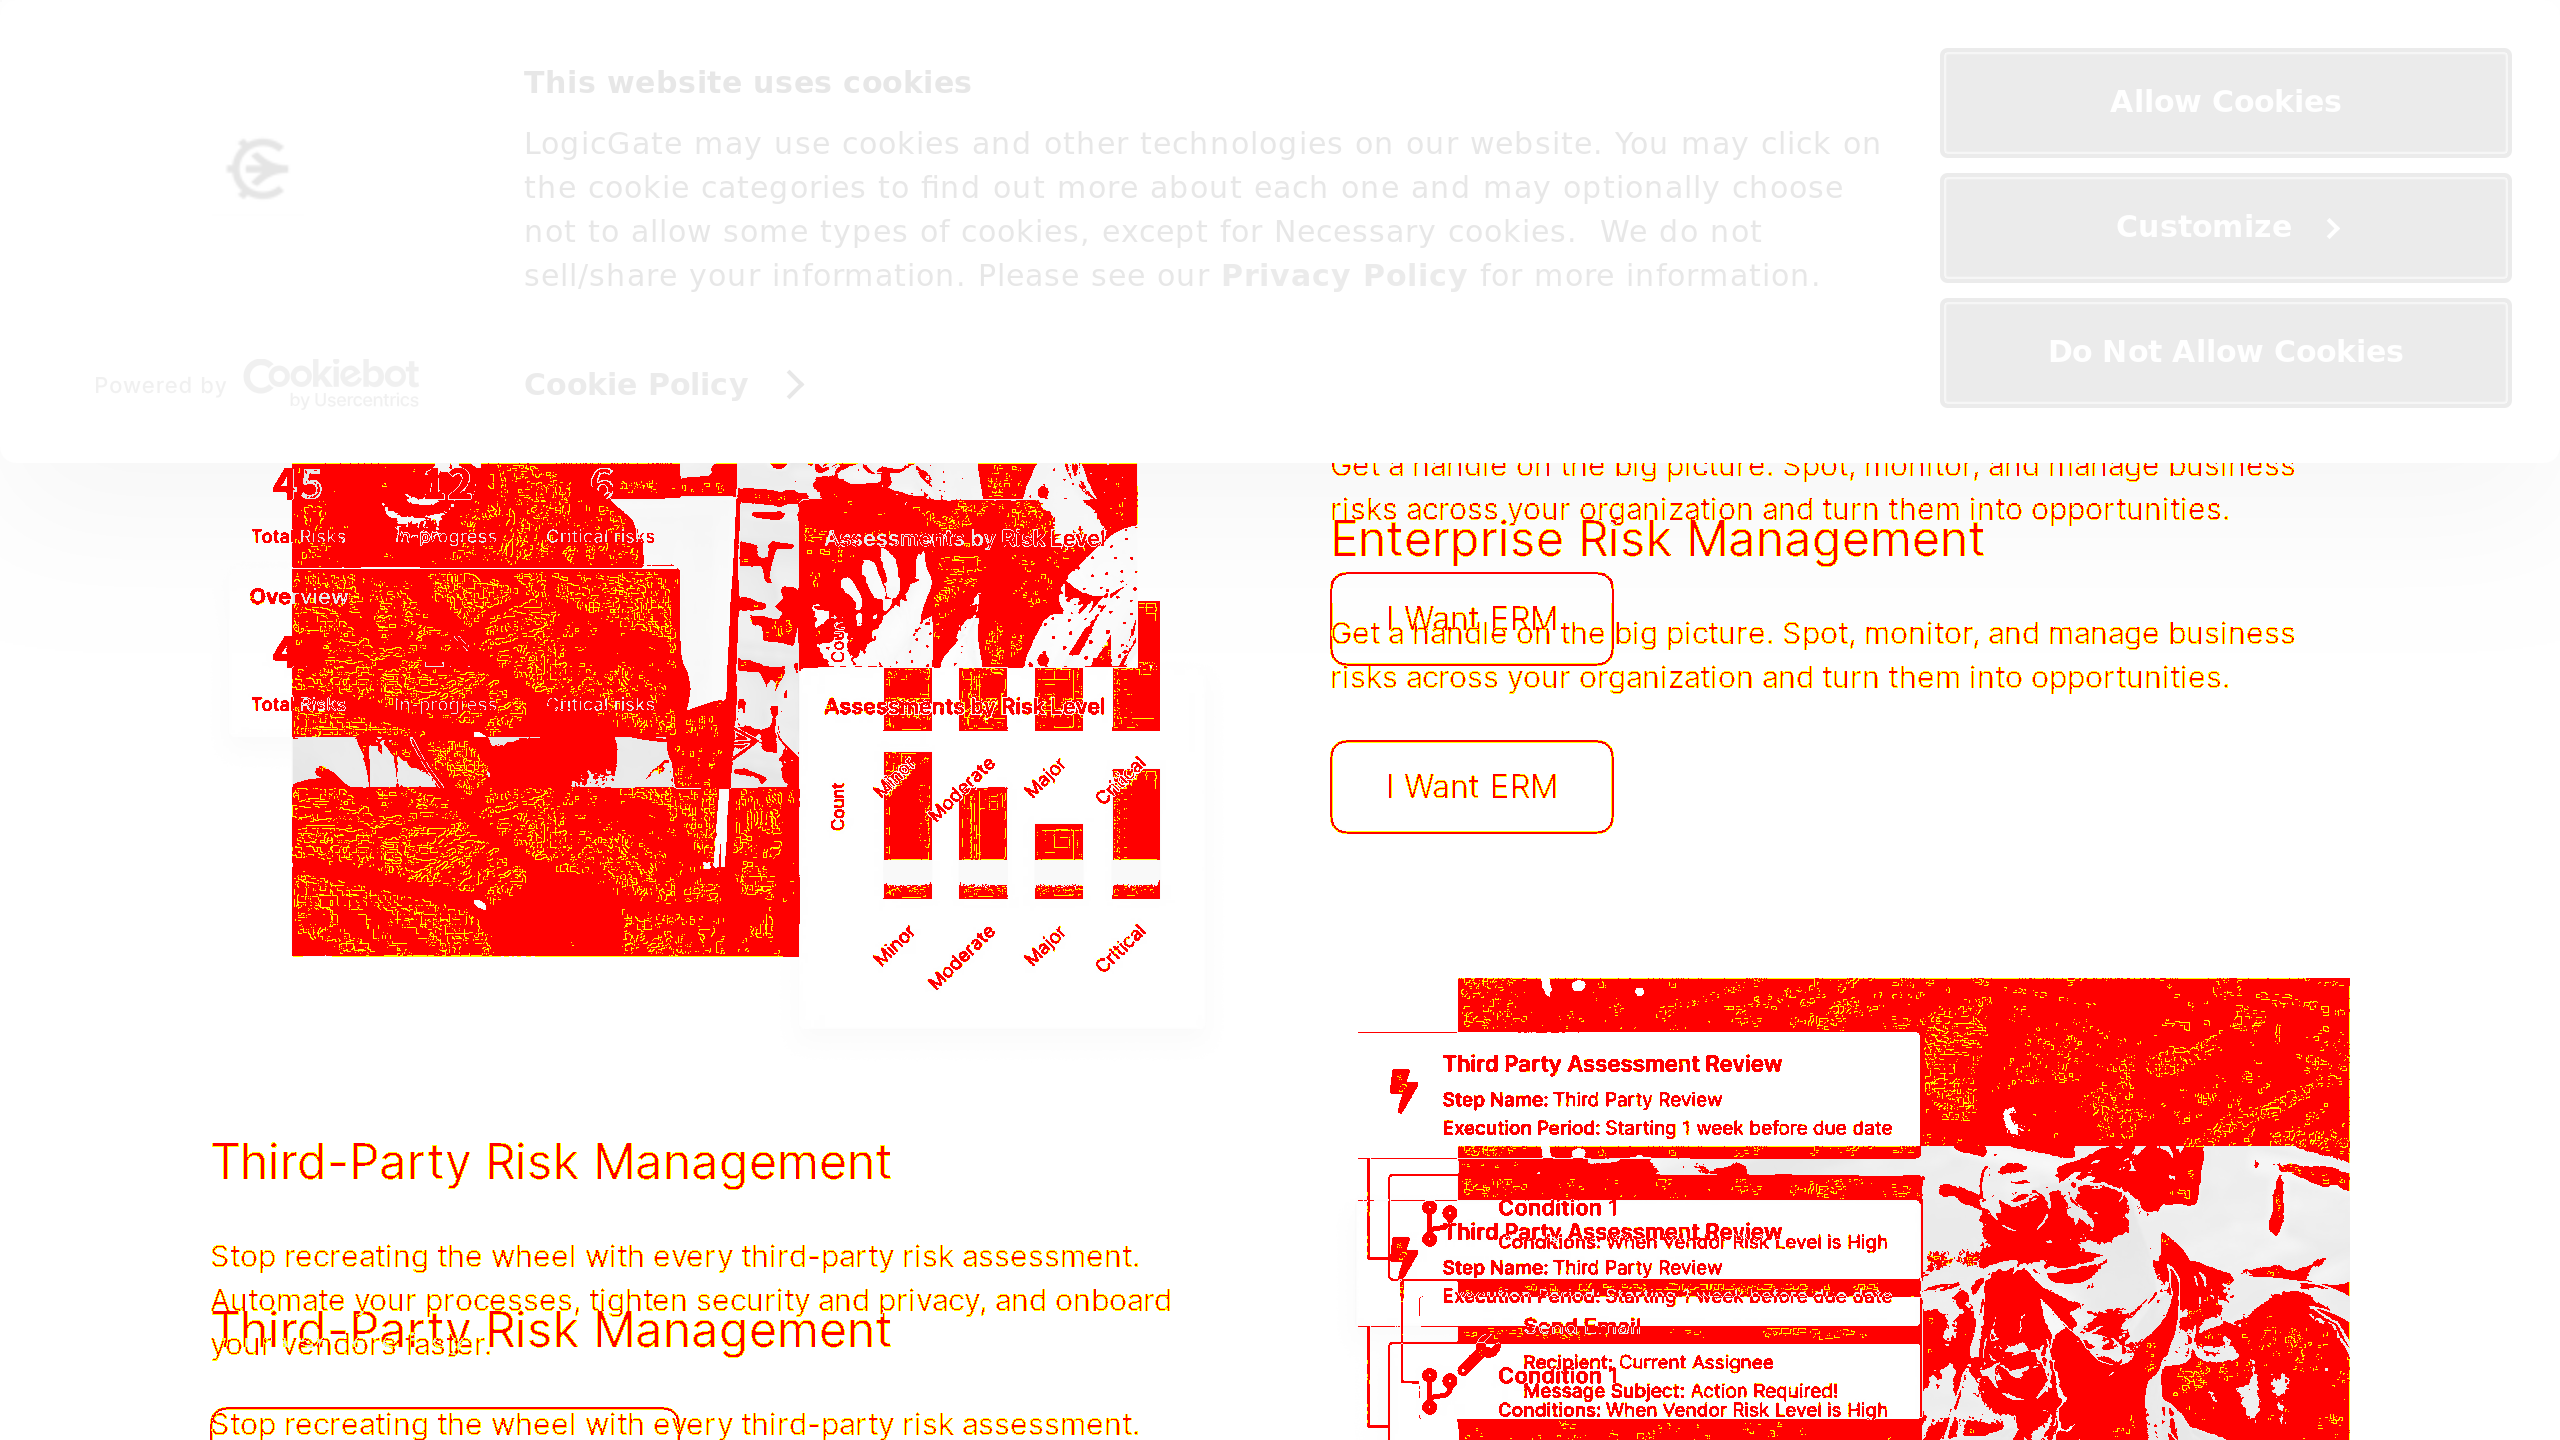 This website uses cookies
LogicGate may use cookies and other technologies on our website. You may click on
the cookie categories to find out more about each one and may optionally choose
not to allow some types of cookies, except for Necessary cookies.  We do not
sell/share your information. Please see our Privacy Policy for more information.
Powered by Cookiebot
by Usercentrics
Cookie Policy
Allow Cookies
Customize
Do Not Allow Cookies
45 12 6
Total Risks In-progress Critical risks
Overview
4
Total Risks In-progress Critical risks
Assessments by Risk Level
Count
Assessments by Risk Level
Minor Moderate Major Critical
Count
Minor Moderate Major Critical
Get a handle on the big picture. Spot, monitor, and manage business
risks across your organization and turn them into opportunities.
Enterprise Risk Management
I Want ERM
Get a handle on the big picture. Spot, monitor, and manage business
risks across your organization and turn them into opportunities.
I Want ERM
Third-Party Risk Management
Stop recreating the wheel with every third-party risk assessment.
Automate your processes, tighten security and privacy, and onboard
your vendors faster.
Third-Party Risk Management
Stop recreating the wheel with every third-party risk assessment.
Third Party Assessment Review
Step Name: Third Party Review
Execution Period: Starting 1 week before due date
Condition 1
Third Party Assessment Review
Conditions: When Vendor Risk Level is High
Step Name: Third Party Review
Execution Period: Starting 1 week before due date
Send Email
Recipient: Current Assignee
Condition 1
Message Subject: Action Required!
Conditions: When Vendor Risk Level is High